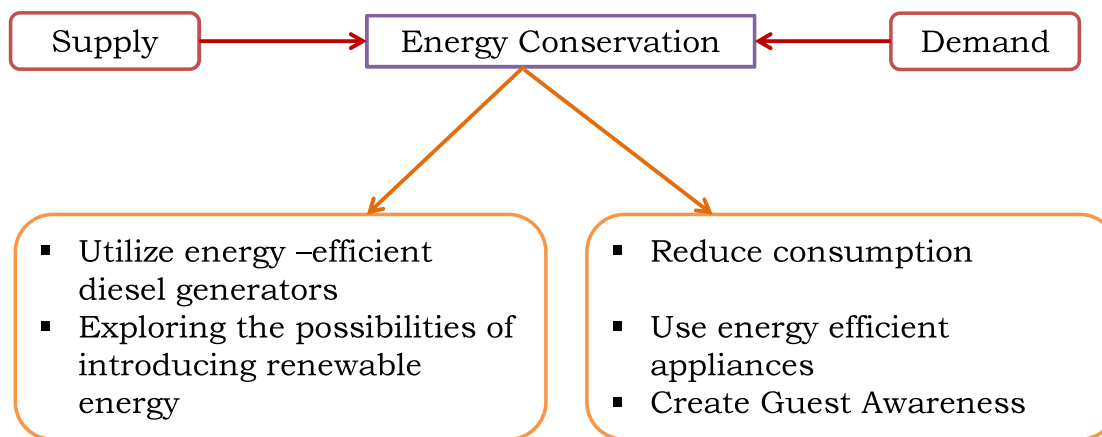 Supply
Energy Conservation
Demand
▪ Utilize energy –efficient
diesel generators
▪ Exploring the possibilities of
introducing renewable
energy
▪ Reduce consumption
▪ Use energy efficient
appliances
▪ Create Guest Awareness